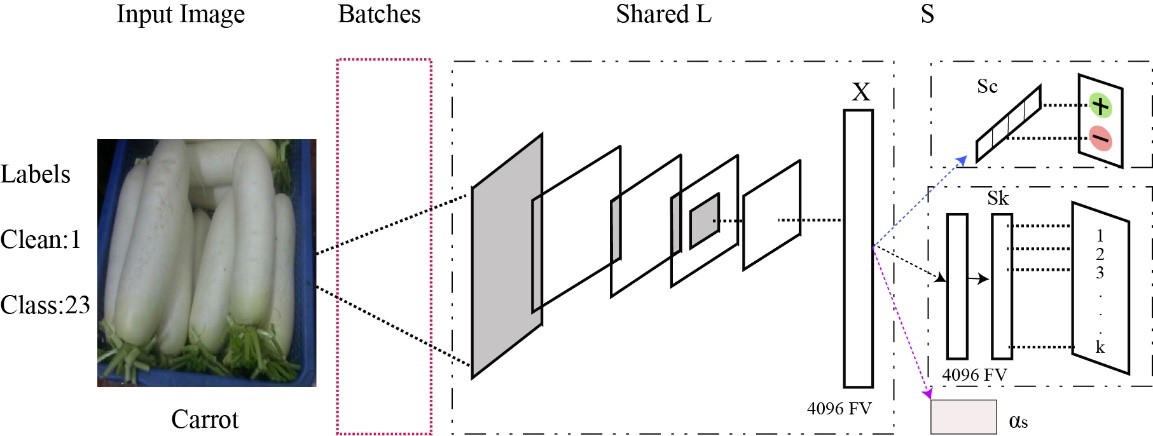 Input Image
Batches
Shared L
S
Labels
Clean:1
Class:23
Carrot
X
4096 FV
Sc
+
−
Sk
1
2
3
.
.
.
k
4096 FV
αs